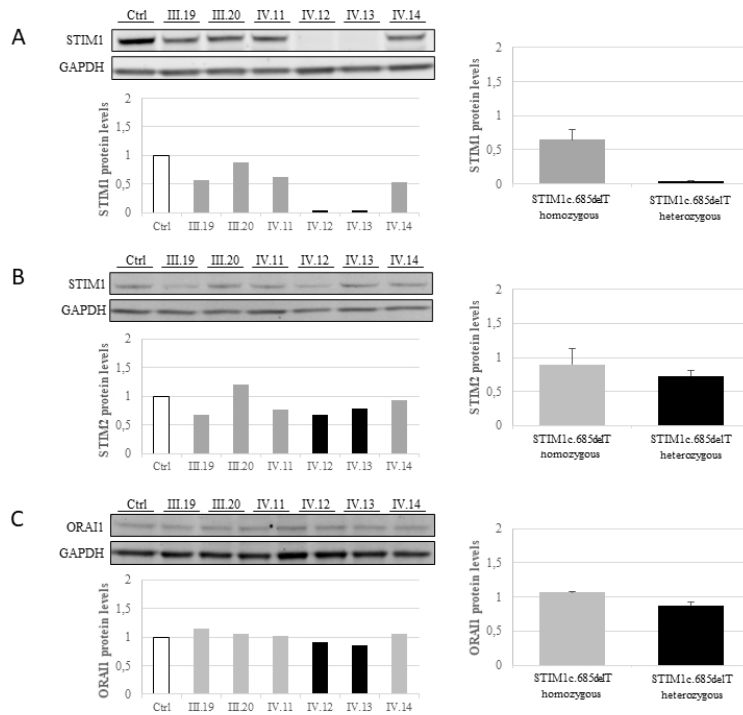 A
Ctrl III.19 III.20 IV.11 IV.12 IV.13 IV.14
STIM1
GAPDH
STIM1 protein levels
2
1,5
1
0,5
0
Ctrl III.19 III.20 IV.11 IV.12 IV.13 IV.14
STIM1 protein levels
2
1,5
1
0,5
0
STIM1c.685delT STIM1c.685delT
homozygous heterozygous
B
Ctrl III.19 III.20 IV.11 IV.12 IV.13 IV.14
STIM1
GAPDH
STIM2 protein levels
2
1,5
1
0,5
0
Ctrl III.19 III.20 IV.11 IV.12 IV.13 IV.14
STIM2 protein levels
2
1,5
1
0,5
0
STIM1c.685delT STIM1c.685delT
homozygous heterozygous
C
Ctrl III.19 III.20 IV.11 IV.12 IV.13 IV.14
ORAI1
GAPDH
ORAI1 protein levels
2
1,5
1
0,5
0
Ctrl III.19 III.20 IV.11 IV.12 IV.13 IV.14
ORAI1 protein levels
2
1,5
1
0,5
0
STIM1c.685delT STIM1c.685delT
homozygous heterozygous